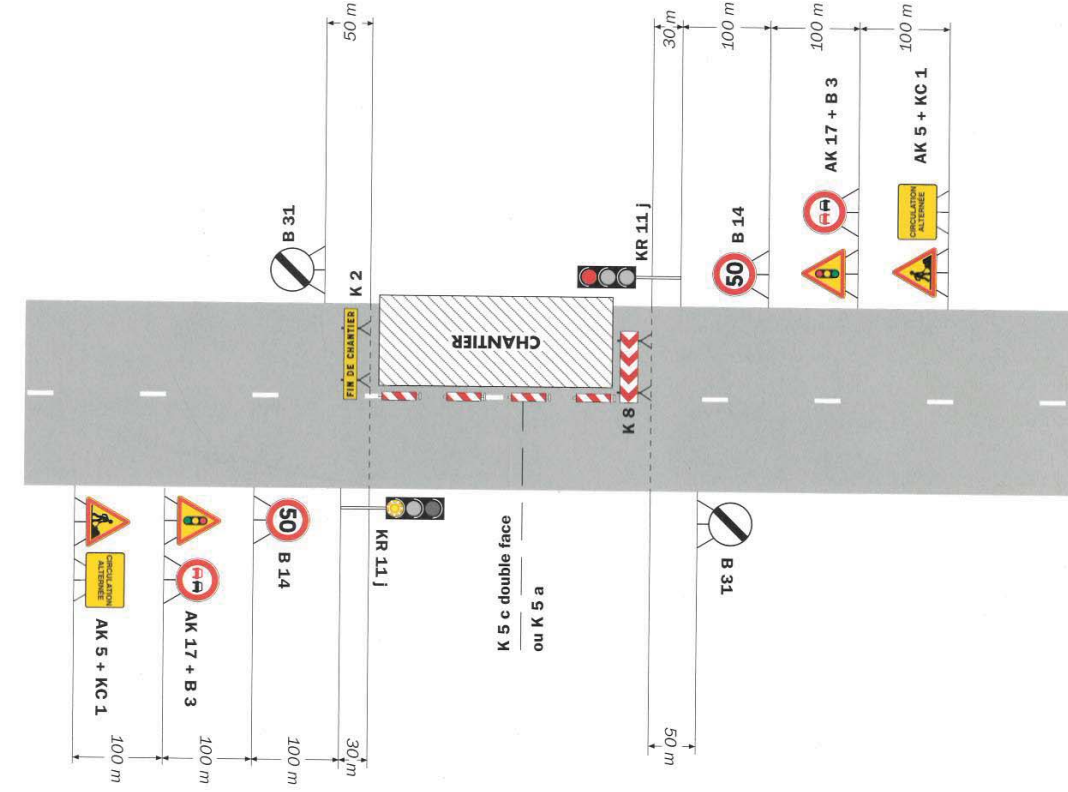 50 m
30 m
100 m
100 m
100 m
AK 5 + KC 1
AK 17 + B 3
B 14
KR 11 j
B 31
K 2
CIRCULATION
ALTERNÉE
50
CHANTIER
FIN DE CHANTIER
K 8
50
CIRCULATION
ALTERNÉE
KR 11 j
B 14
AK 17 + B 3
AK 5 + KC 1
K 5 c double face
ou K 5 a
B 31
100 m
100 m
100 m
30 m
50 m